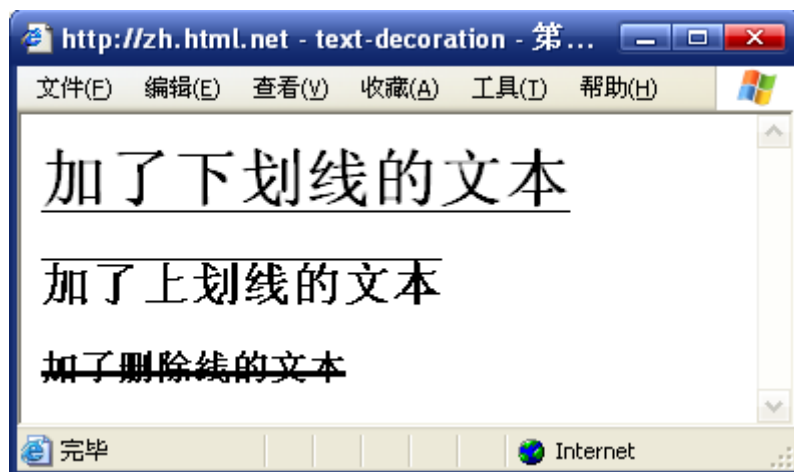 http://zh.html.net - text-decoration - 第...
文件(F) 编辑(E) 查看(V) 收藏(A) 工具(T) 帮助(H)
加了下划线的文本
加了上划线的文本
加了删除线的文本
完毕 Internet